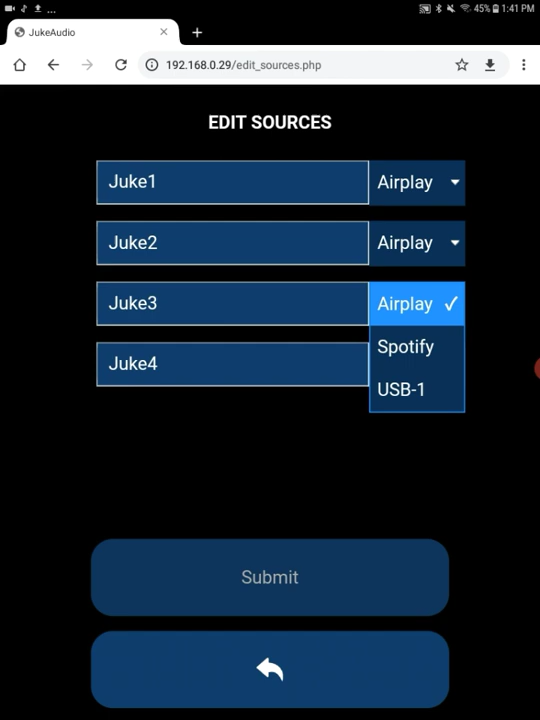 ... 45% 1:41 PM
JukeAudio
192.168.0.29/edit_sources.php
EDIT SOURCES
Juke1 Airplay
Juke2 Airplay
Juke3 Airplay
Spotify
Juke4
USB-1
Submit